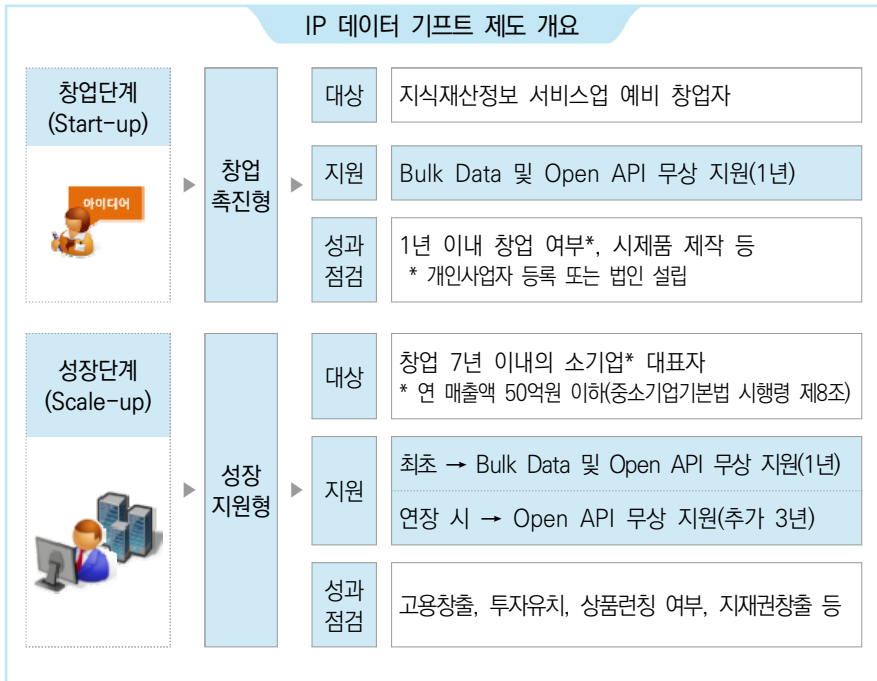 IP 데이터 기프트 제도 개요
창업단계
(Start-up)
아이디어
창업
촉진형
대상
지식재산정보 서비스업 예비 창업자
지원
Bulk Data 및 Open API 무상 지원(1년)
성과
점검
1년 이내 창업 여부*, 시제품 제작 등
* 개인사업자 등록 또는 법인 설립
성장단계
(Scale-up)
성장
지원형
대상
창업 7년 이내의 소기업* 대표자
* 연 매출액 50억원 이하(중소기업기본법 시행령 제8조)
지원
최초 → Bulk Data 및 Open API 무상 지원(1년)
연장 시 → Open API 무상 지원(추가 3년)
성과
점검
고용창출, 투자유치, 상품런칭 여부, 지재권창출 등